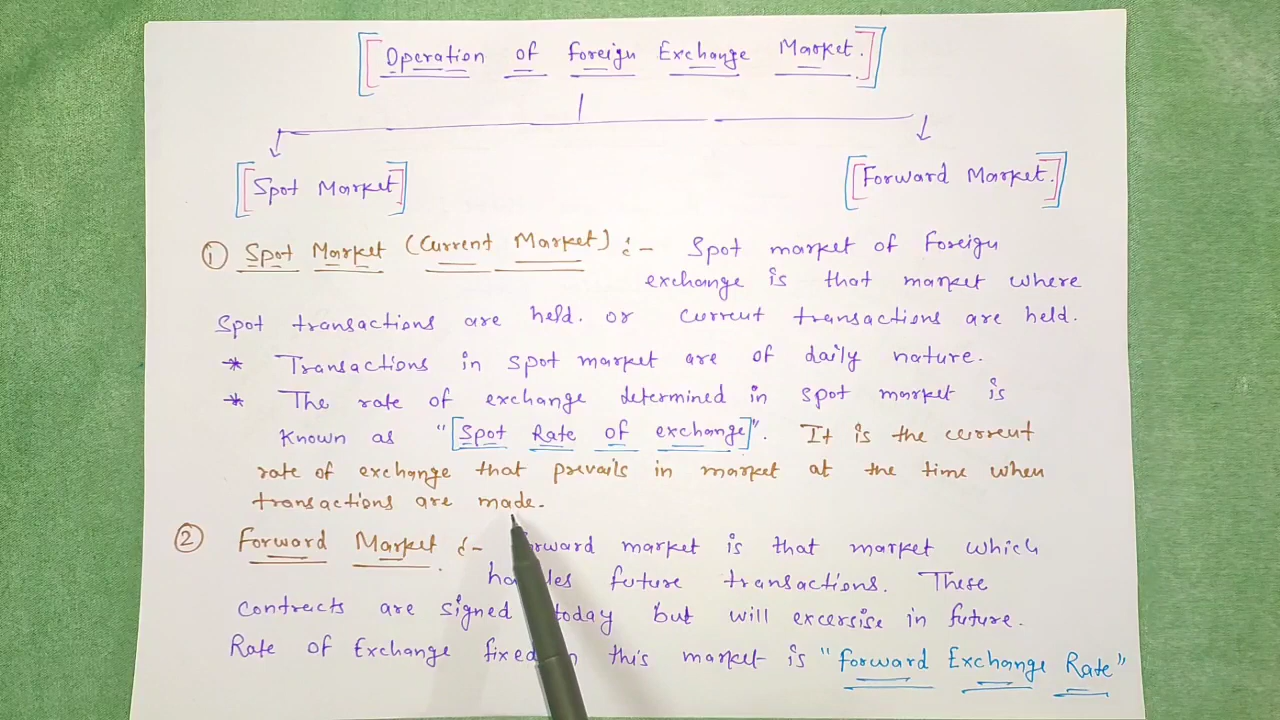 [Operation of Foreign Exchange Market.]
[Spot Market]
[Forward Market.]
① Spot Market (Current Market) :- Spot market of Foreign
exchange is that market where
Spot transactions are held. or current transactions are held.
* Transactions in spot market are of daily nature.
* The rate of exchange determined in spot market is
known as "[Spot Rate of exchange]". It is the current
rate of exchange that prevails in market at the time when
transactions are made.
② Forward Market :- market is that market which
future transactions. These
contrects are signed today but will excersise in future.
Rate of Exchange fixed this market is "Forward Exchange Rate"